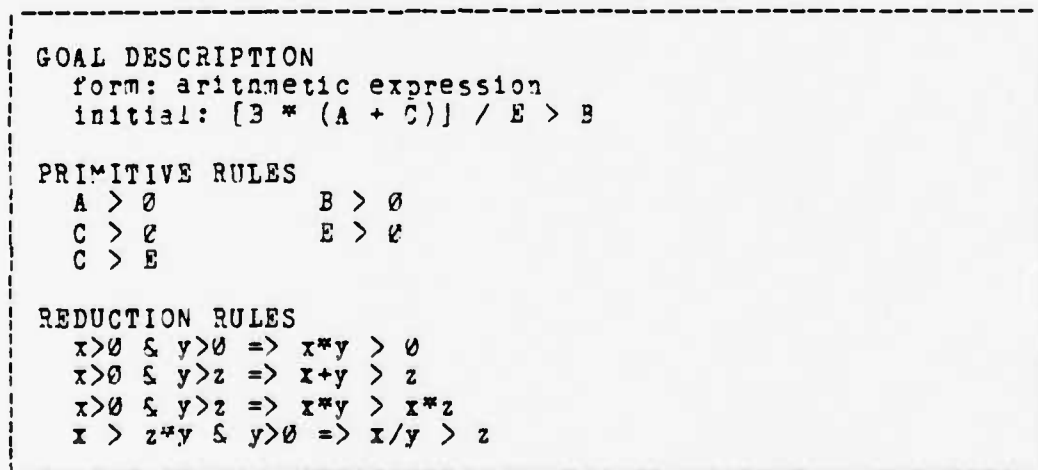 GOAL DESCRIPTION
form: aritnmetic expression
initial: [B * (A + C)] / E > B
PRIMITIVE RULES
A > 0 B > 0
C > 0 E > 0
C > E
REDUCTION RULES
x>0 & y>0 => x*y > 0
x>0 & y>z => x+y > z
x>0 & y>z => x*y > x*z
x > z*y & y>0 => x/y > z